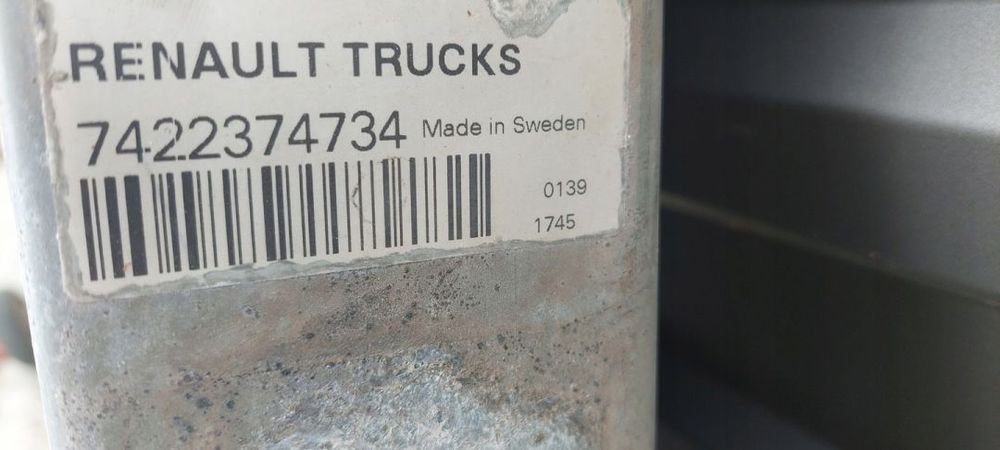 RENAULT TRUCKS
7422374734 Made in Sweden
0139
1745